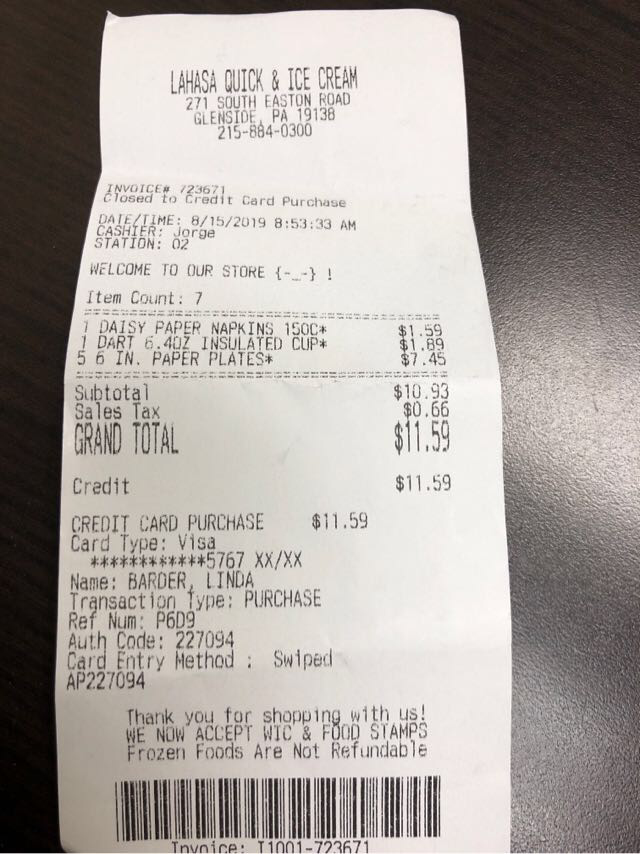 LAHASA QUICK & ICE CREAM
271 SOUTH EASTON ROAD
GLENSIDE, PA 19138
215-884-0300
INVOICE# 723671
Closed to Credit Card Purchase
DATE/TIME: 8/15/2019 8:53:33 AM
CASHIER: Jorge
STATION: 02
WELCOME TO OUR STORE {-_-} !
Item Count: 7
1 DAISY PAPER NAPKINS 150C* $1.59
1 DART 6.4OZ INSULATED CUP* $1.89
5 6 IN. PAPER PLATES* $7.45
Subtotal $10.93
Sales Tax $0.66
GRAND TOTAL $11.59
Credit $11.59
CREDIT CARD PURCHASE $11.59
Card Type: Visa
************5767 XX/XX
Name: BARDER, LINDA
Transaction Type: PURCHASE
Ref Num: P6D9
Auth Code: 227094
Card Entry Method : Swiped
AP227094
Thank you for shopping with us!
WE NOW ACCEPT WIC & FOOD STAMPS
Frozen Foods Are Not Refundable
Invoice: I1001-723671